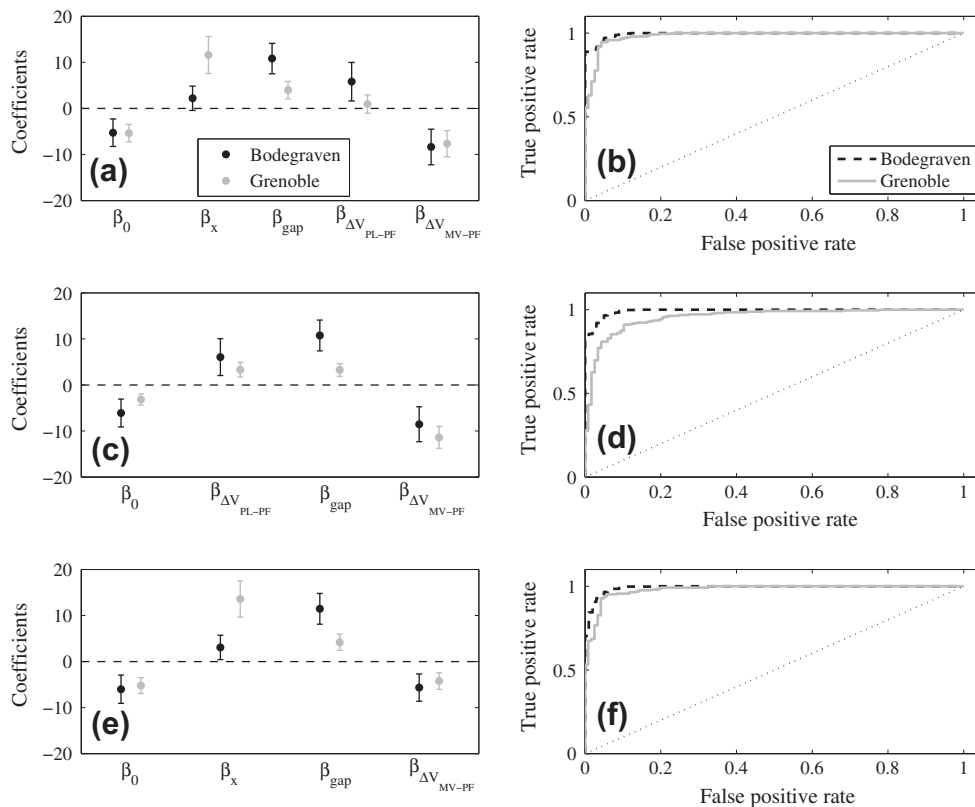 20
10
0
−10
−20
Coefficients
(a)
Bodegraven
Grenoble
β0
βx
βgap
βΔVPL−PF
βΔVMV−PF
1
0.5
0
True positive rate
(b)
Bodegraven
Grenoble
0 0.2 0.4 0.6 0.8 1
False positive rate
20
10
0
−10
−20
Coefficients
(c)
β0
βΔVPL−PF
βgap
βΔVMV−PF
1
0.5
0
True positive rate
(d)
0 0.2 0.4 0.6 0.8 1
False positive rate
20
10
0
−10
−20
Coefficients
(e)
β0
βx
βgap
βΔVMV−PF
1
0.5
0
True positive rate
(f)
0 0.2 0.4 0.6 0.8 1
False positive rate